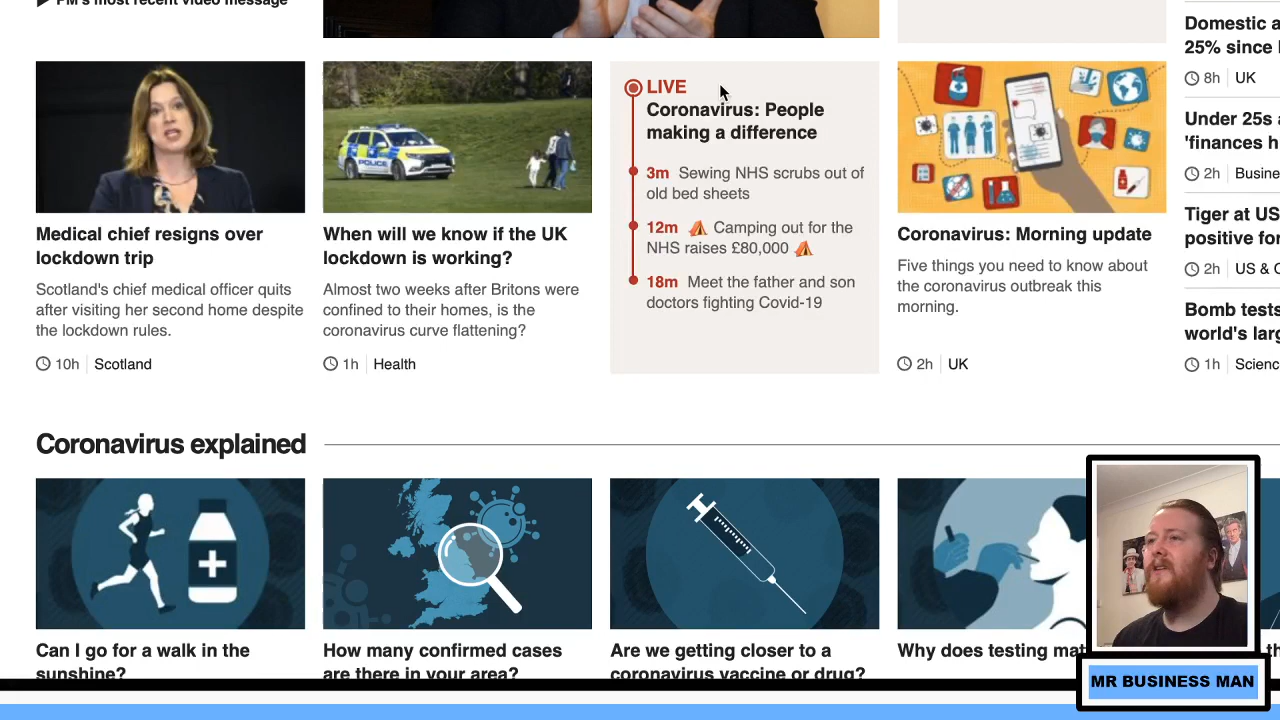 PM's most recent video message
Medical chief resigns over
lockdown trip
Scotland's chief medical officer quits
after visiting her second home despite
the lockdown rules.
10h
Scotland
POLICE
When will we know if the UK
lockdown is working?
Almost two weeks after Britons were
confined to their homes, is the
coronavirus curve flattening?
1h
Health
LIVE
Coronavirus: People
making a difference
3m Sewing NHS scrubs out of
old bed sheets
12m Camping out for the
NHS raises £80,000
18m Meet the father and son
doctors fighting Covid-19
Coronavirus: Morning update
Five things you need to know about
the coronavirus outbreak this
morning.
2h
UK
Domestic a
25% since
8h
UK
Under 25s
'finances h
2h
Busine
Tiger at US
positive for
2h
US & C
Bomb tests
world's larg
1h
Scienc
Coronavirus explained
Can I go for a walk in the
sunshine?
How many confirmed cases
are there in your area?
Are we getting closer to a
coronavirus vaccine or drug?
Why does testing mat
MR BUSINESS MAN